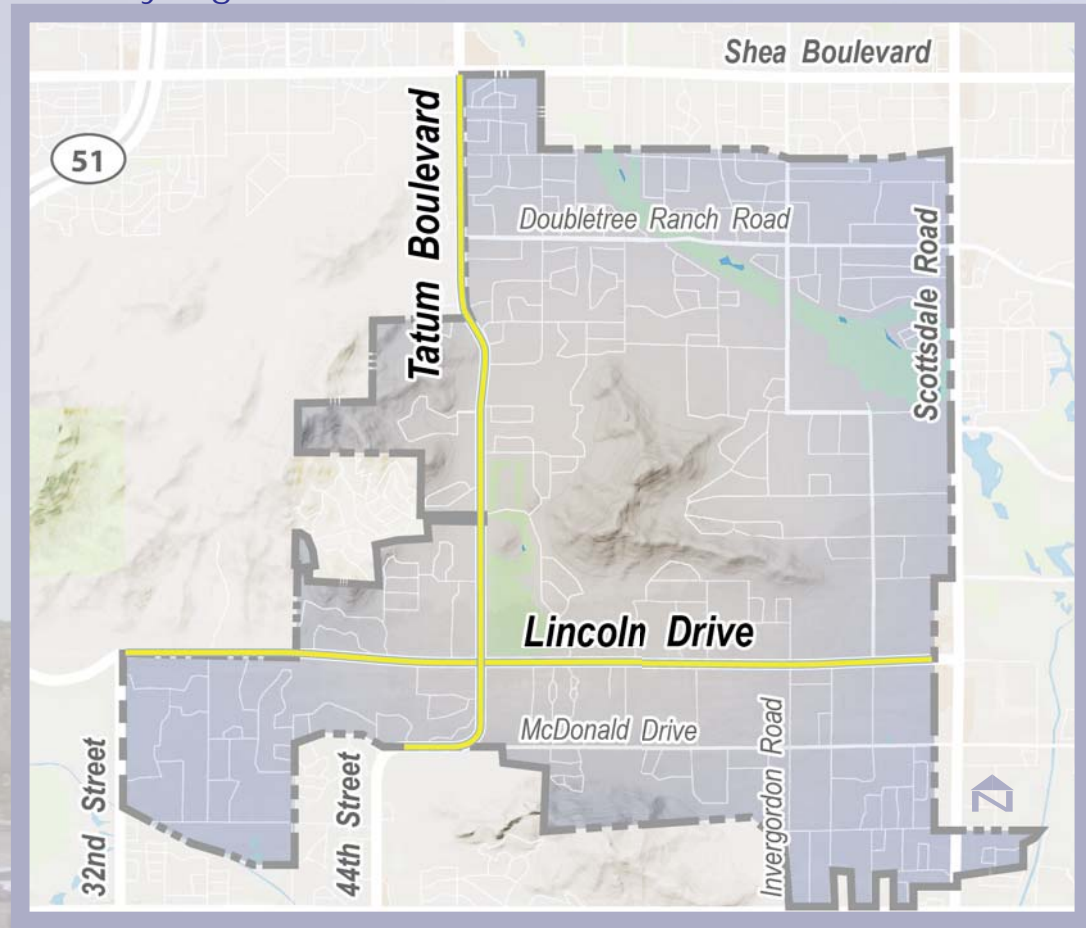 Shea Boulevard
51
Tatum Boulevard
Doubletree Ranch Road
Scottsdale Road
Lincoln Drive
McDonald Drive
Invergordon Road
32nd Street
44th Street
N